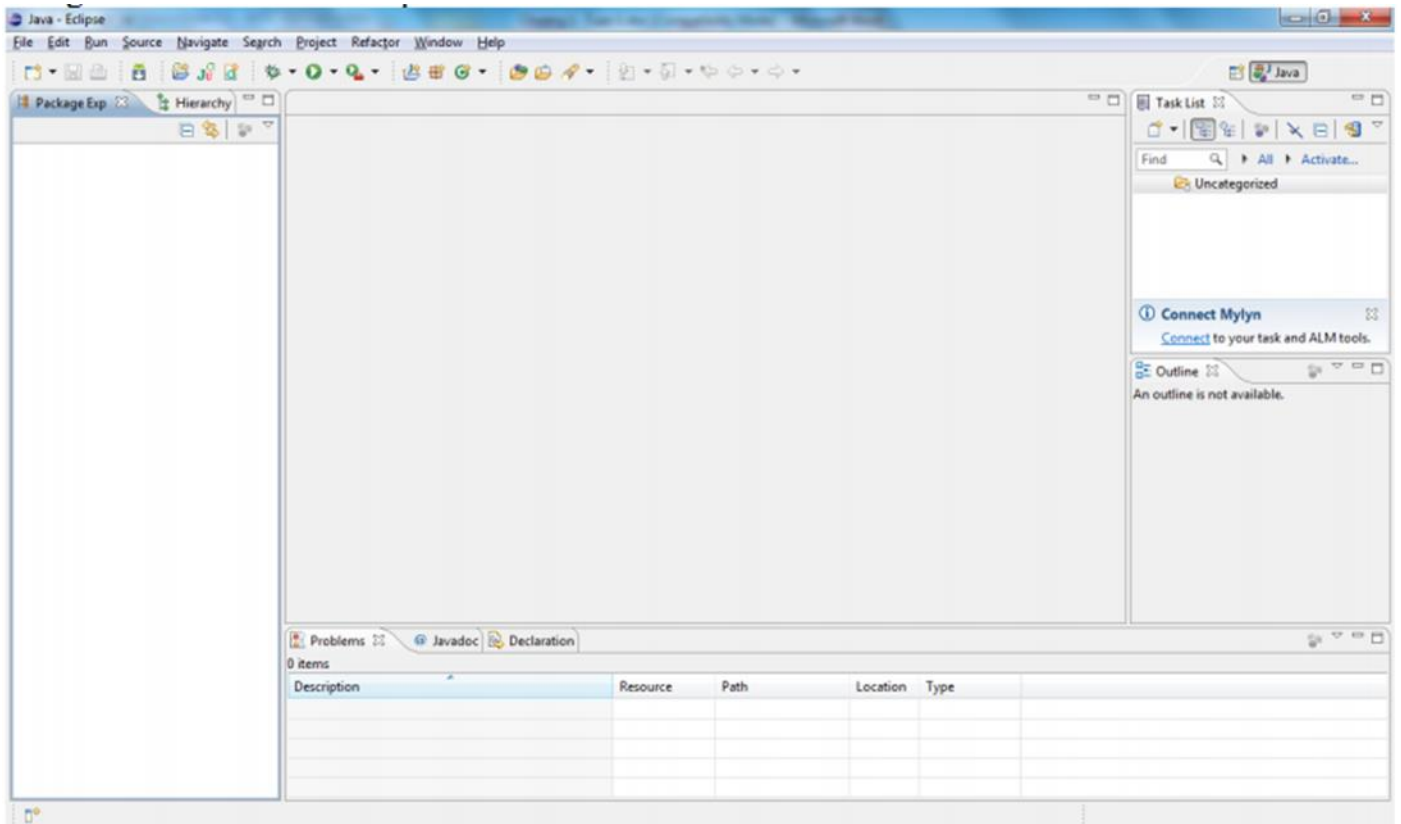 Java - Eclipse
File Edit Run Source Navigate Search Project Refactor Window Help
Java
Package Exp
Hierarchy
Task List
Find
All
Activate...
Uncategorized
Connect Mylyn
Connect to your task and ALM tools.
Outline
An outline is not available.
Problems
Javadoc
Declaration
0 items
Description Resource Path Location Type